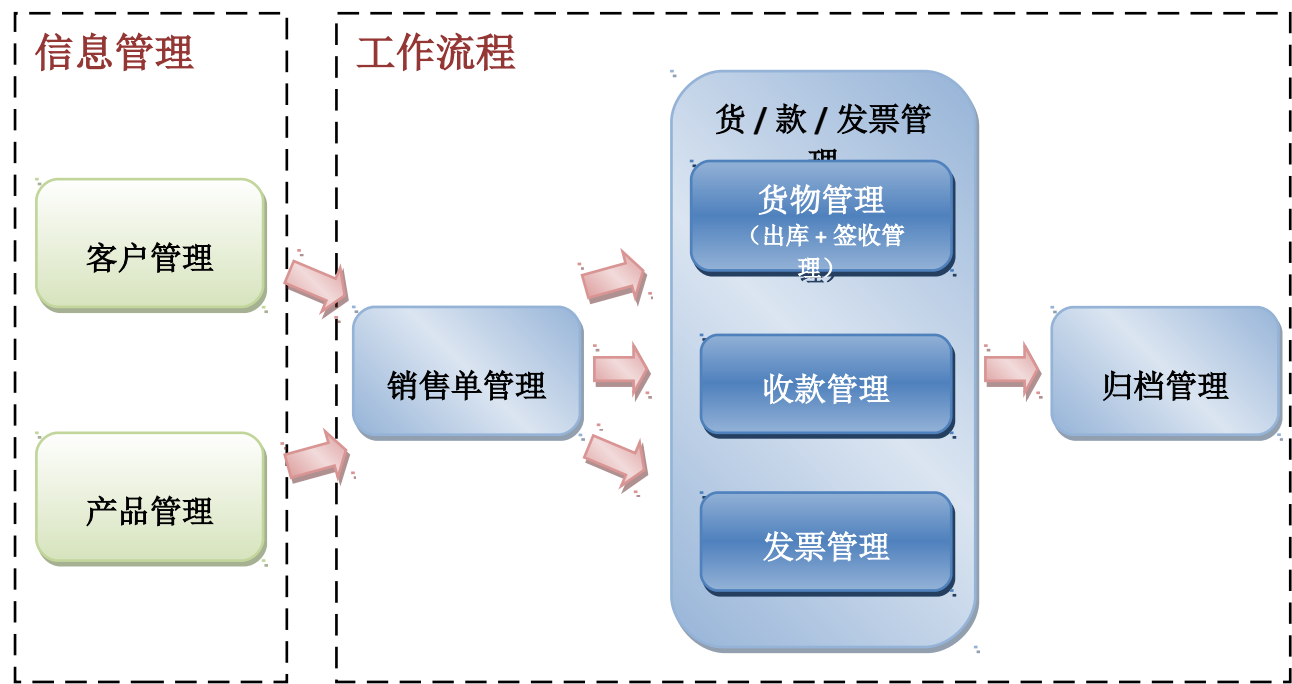 信息管理
工作流程
客户管理
产品管理
销售单管理
货 / 款 / 发票管
理
货物管理
（出库 + 签收管
理）
收款管理
发票管理
归档管理